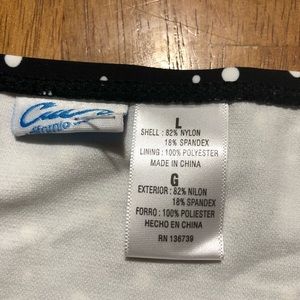 L
SHELL : 82% NYLON
18% SPANDEX
LINING : 100% POLYESTER
MADE IN CHINA
G
EXTERIOR : 82% NILON
18% SPANDEX
FORRO : 100% POLIESTER
HECHO EN CHINA
RN 136739